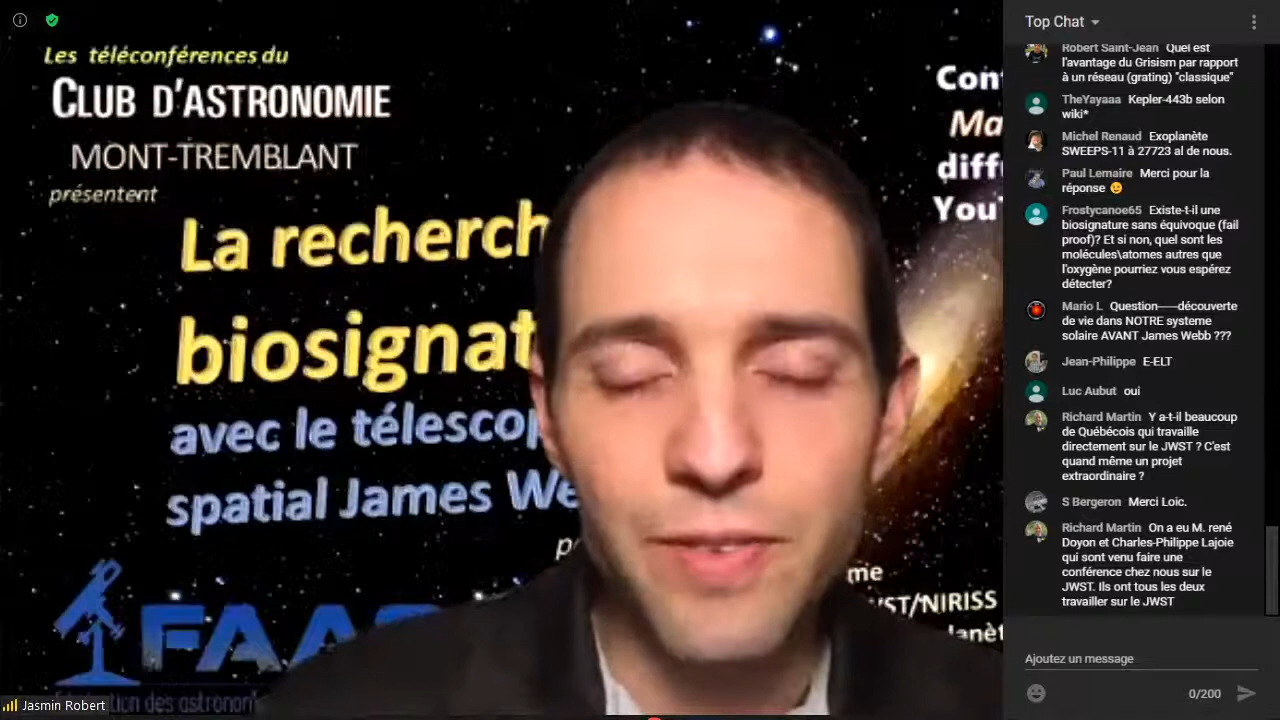 Les téléconférences du
CLUB D'ASTRONOMIE
MONT-TREMBLANT
présentent
La recherch
biosignat
avec le télescop
spatial James We
p
FAA
Con
Ma
diff
You
me
ST/NIRISS
lanèt
Jasmin Robert
Top Chat
Robert Saint-Jean Quel est
l'avantage du Grisism par rapport
à un réseau (grating) "classique"
TheYayaaa Kepler-443b selon
wiki*
Michel Renaud Exoplanète
SWEEPS-11 à 27723 al de nous.
Paul Lemaire Merci pour la
réponse 😉
Frostycanoe65 Existe-t-il une
biosignature sans équivoque (fail
proof)? Et si non, quel sont les
molécules\atomes autres que
l'oxygène pourriez vous espérez
détecter?
Mario L Question-----découverte
de vie dans NOTRE systeme
solaire AVANT James Webb ???
Jean-Philippe E-ELT
Luc Aubut oui
Richard Martin Y a-t-il beaucoup
de Québécois qui travaille
directement sur le JWST ? C'est
quand même un projet
extraordinaire ?
S Bergeron Merci Loic.
Richard Martin On a eu M. rené
Doyon et Charles-Philippe Lajoie
qui sont venu faire une
conférence chez nous sur le
JWST. Ils ont tous les deux
travailler sur le JWST
Ajoutez un message
0/200